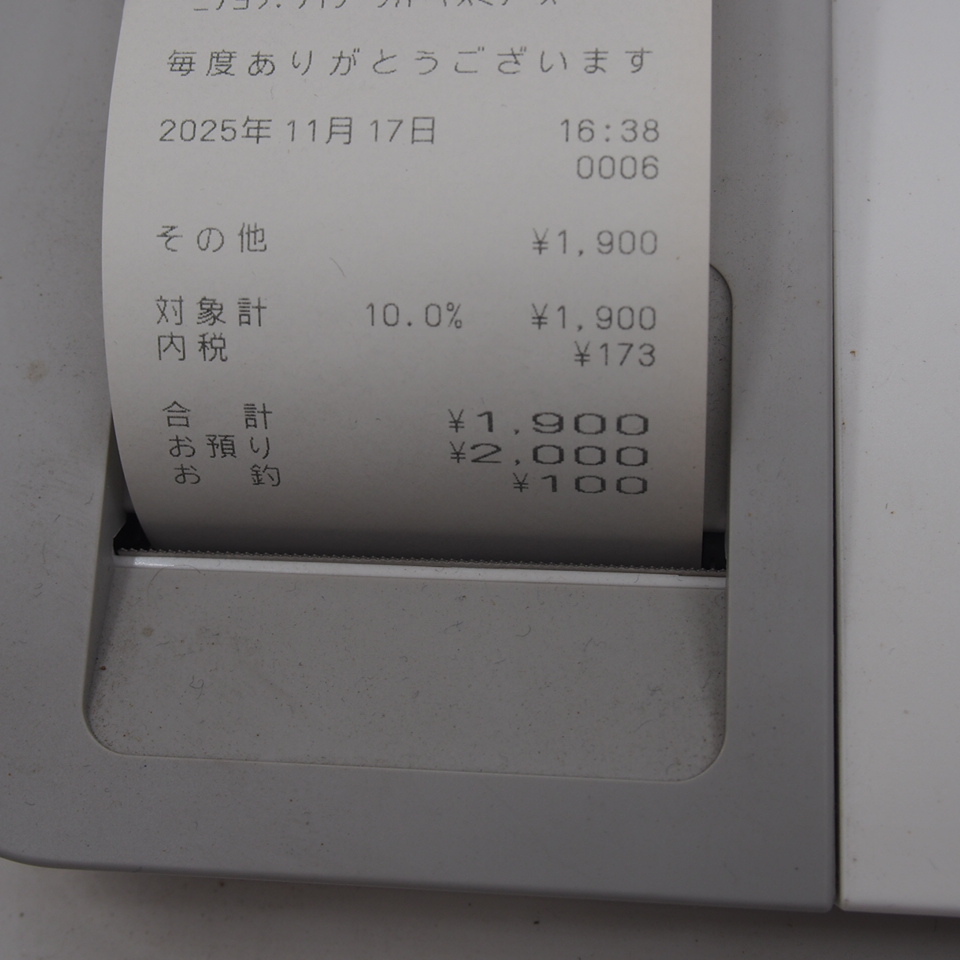 毎度ありがとうございます
2025年11月17日 16:38
0006
その他 ¥1,900
対象計 10.0% ¥1,900
内税 ¥173
合計 ¥1,900
お預り ¥2,000
お釣 ¥100